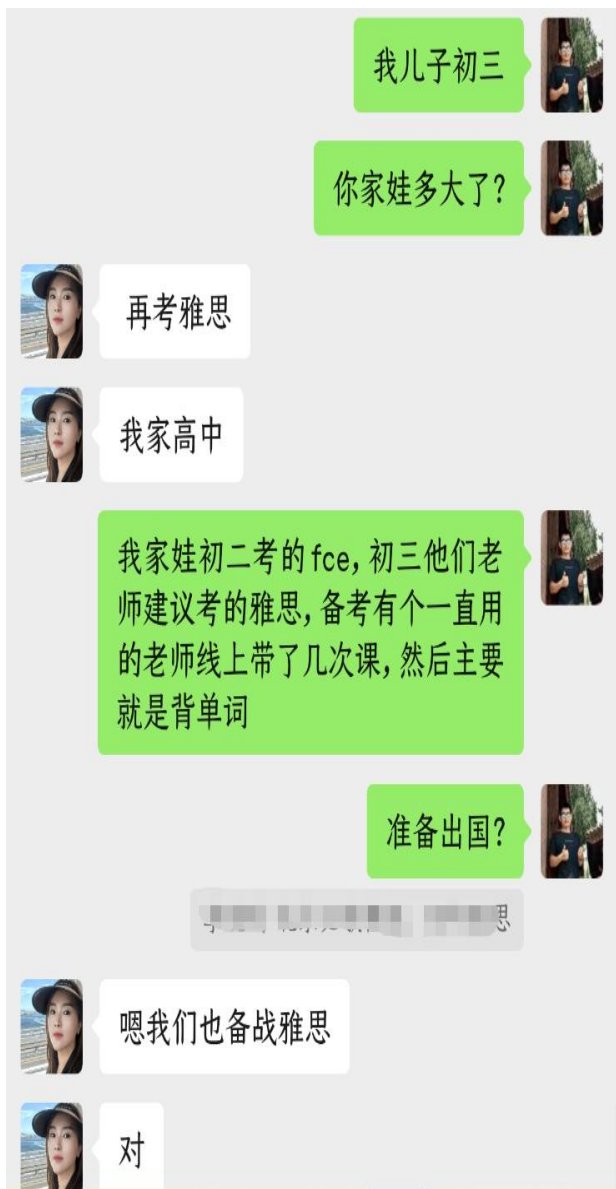 我儿子初三
你家娃多大了?
再考雅思
我家高中
我家娃初二考的fce,初三他们老
师建议考的雅思,备考有个一直用
的老师线上带了几次课,然后主要
就是背单词
准备出国?
思
嗯我们也备战雅思
对